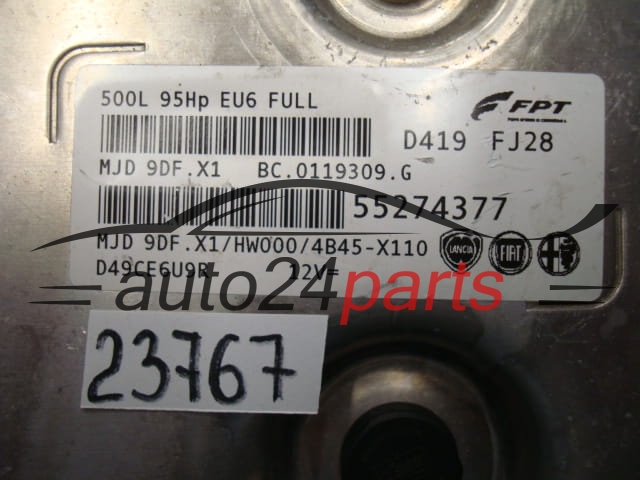 500L 95Hp EU6 FULL
FPT
D419 FJ28
MJD 9DF.X1 BC.0119309.G
55274377
MJD 9DF.X1/HW000/4B45-X110
LANCIA FIAT
D49CE6U9R 12V=
auto24parts
23767